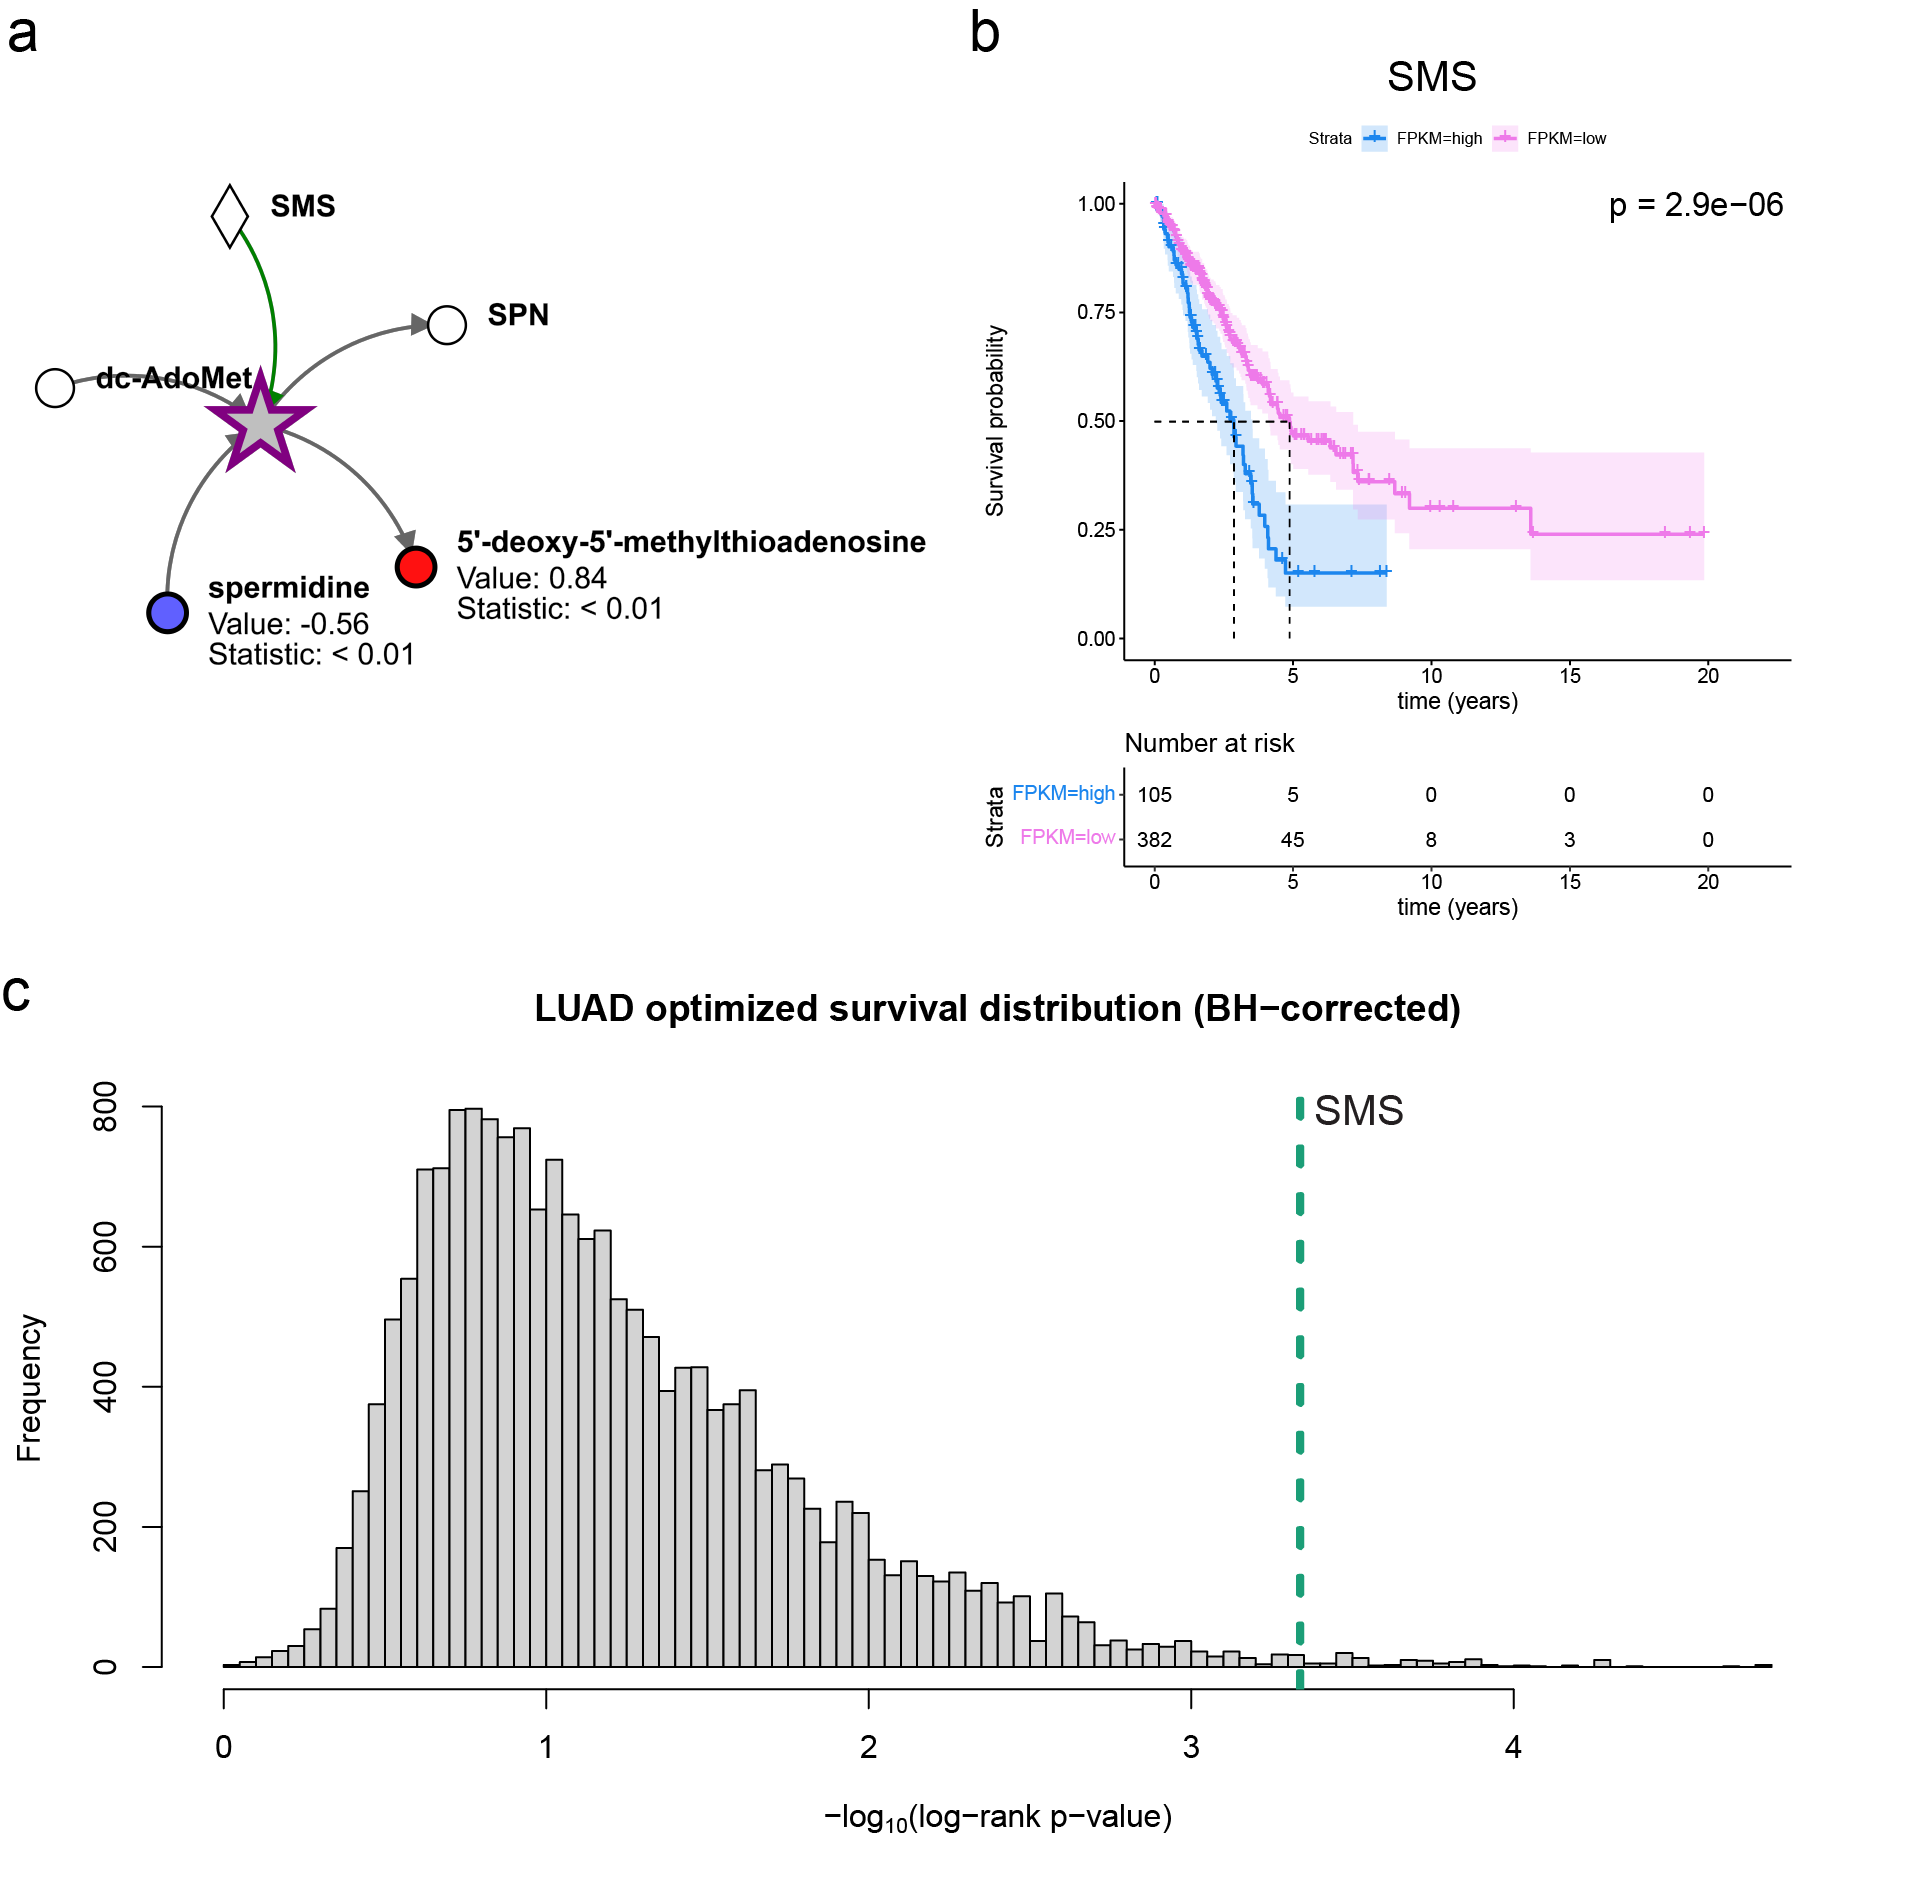 a
SMS
SPN
dc-AdoMet
5'-deoxy-5'-methylthioadenosine
Value: 0.84
Statistic: < 0.01
spermidine
Value: -0.56
Statistic: < 0.01
b
SMS
Strata FPKM=high FPKM=low
p = 2.9e−06
Survival probability
1.00
0.75
0.50
0.25
0.00
0 5 10 15 20
time (years)
Number at risk
Strata
FPKM=high 105 5 0 0 0
FPKM=low 382 45 8 3 0
0 5 10 15 20
time (years)
c
LUAD optimized survival distribution (BH−corrected)
SMS
Frequency
800
600
400
200
0
0 1 2 3 4
−log10(log−rank p−value)